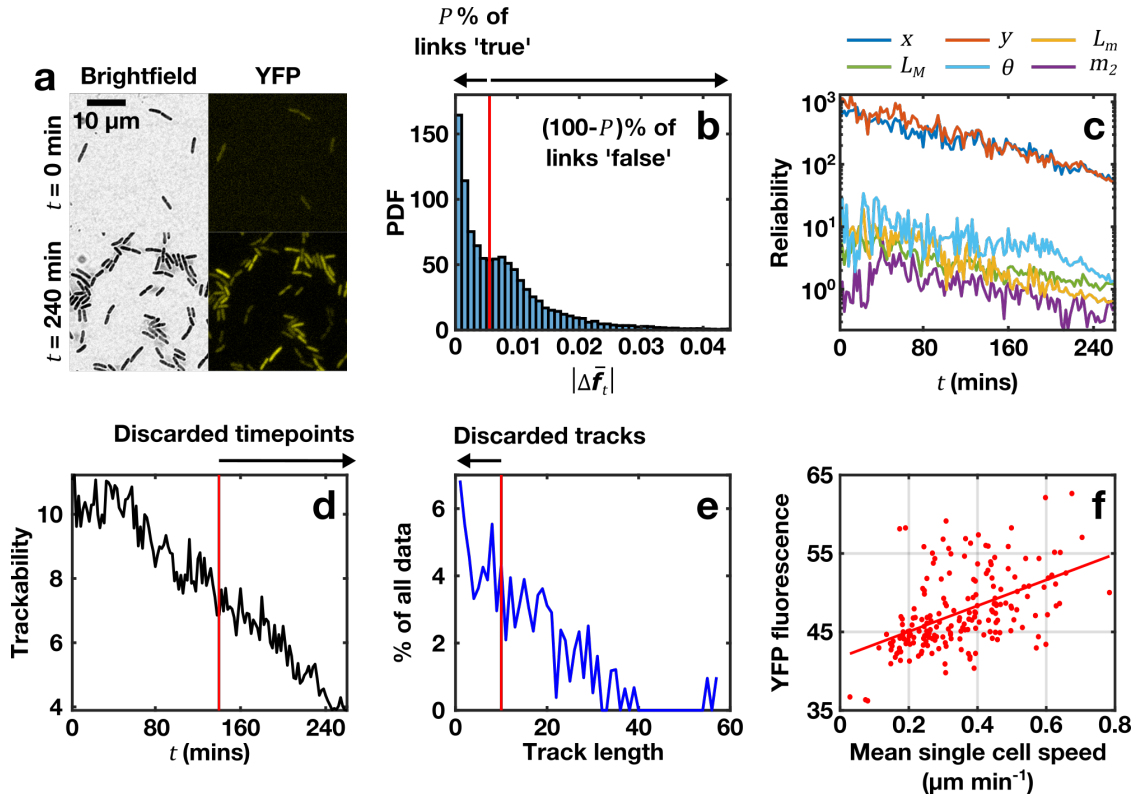 a
Brightfield
YFP
10 µm
t = 0 min
t = 240 min
P % of
links 'true'
b
(100-P)% of
links 'false'
PDF
150
100
50
0
0
0.01
0.02
0.03
0.04
|Δf̄ₜ|
x
y
Lₘ
L_M
θ
m₂
c
Reliability
10³
10²
10¹
10⁰
0
80
160
240
t (mins)
Discarded timepoints
d
Trackability
10
8
6
4
0
80
160
240
t (mins)
Discarded tracks
e
% of all data
6
4
2
0
0
20
40
60
Track length
f
YFP fluorescence
65
55
45
35
0.2
0.4
0.6
0.8
Mean single cell speed
(µm min⁻¹)